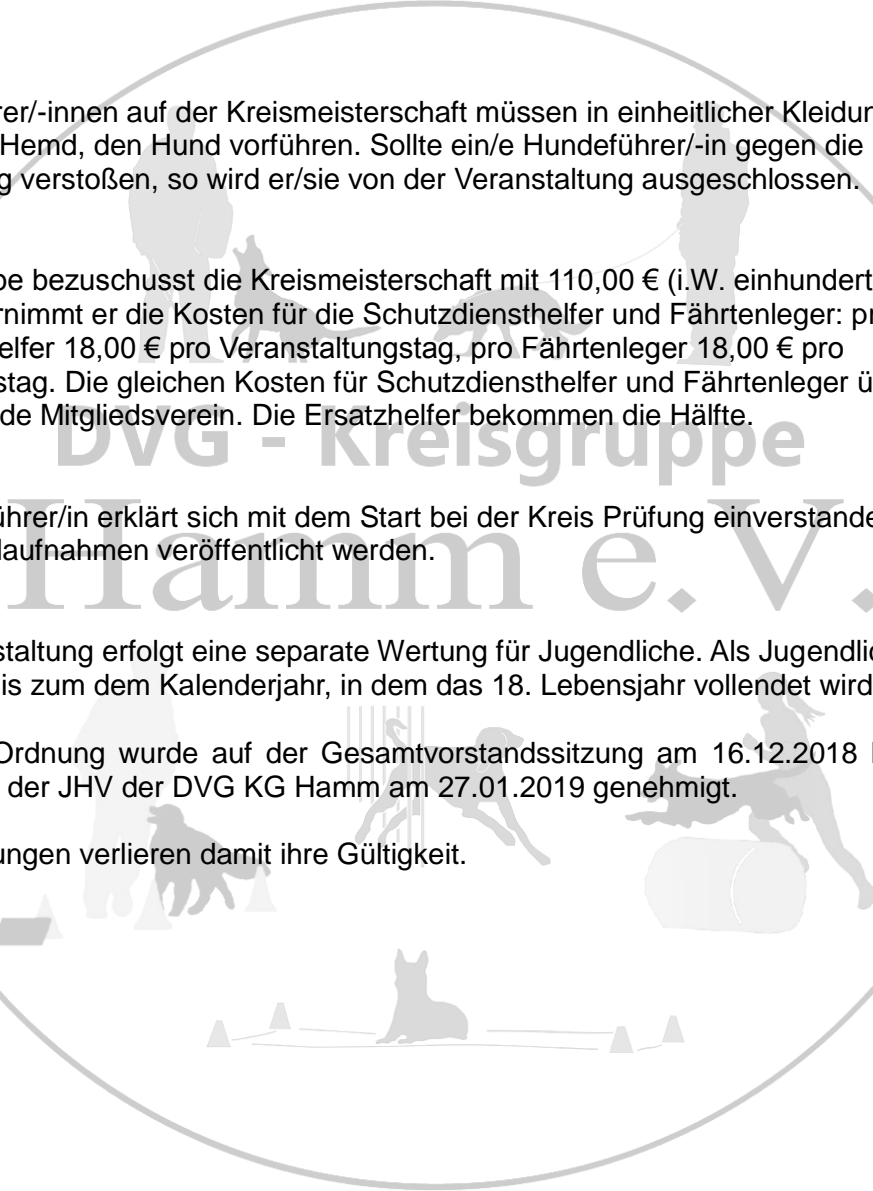 rer/-innen auf der Kreismeisterschaft müssen in einheitlicher Kleidun
Hemd, den Hund vorführen. Sollte ein/e Hundeführer/-in gegen die
g verstoßen, so wird er/sie von der Veranstaltung ausgeschlossen.
pe bezuschusst die Kreismeisterschaft mit 110,00 € (i.W. einhundert
rnimmt er die Kosten für die Schutzdiensthelfer und Fährtenleger: pr
elfer 18,00 € pro Veranstaltungstag, pro Fährtenleger 18,00 € pro
stag. Die gleichen Kosten für Schutzdiensthelfer und Fährtenleger ü
de Mitgliedsverein. Die Ersatzhelfer bekommen die Hälfte.
DVG - Kreisgruppe
ührer/in erklärt sich mit dem Start bei der Kreis Prüfung einverstande
laufnahmen veröffentlicht werden.
Hamm e.V.
staltung erfolgt eine separate Wertung für Jugendliche. Als Jugendlic
is zum dem Kalenderjahr, in dem das 18. Lebensjahr vollendet wird
Ordnung wurde auf der Gesamtvorstandssitzung am 16.12.2018
der JHV der DVG KG Hamm am 27.01.2019 genehmigt.
ungen verlieren damit ihre Gültigkeit.